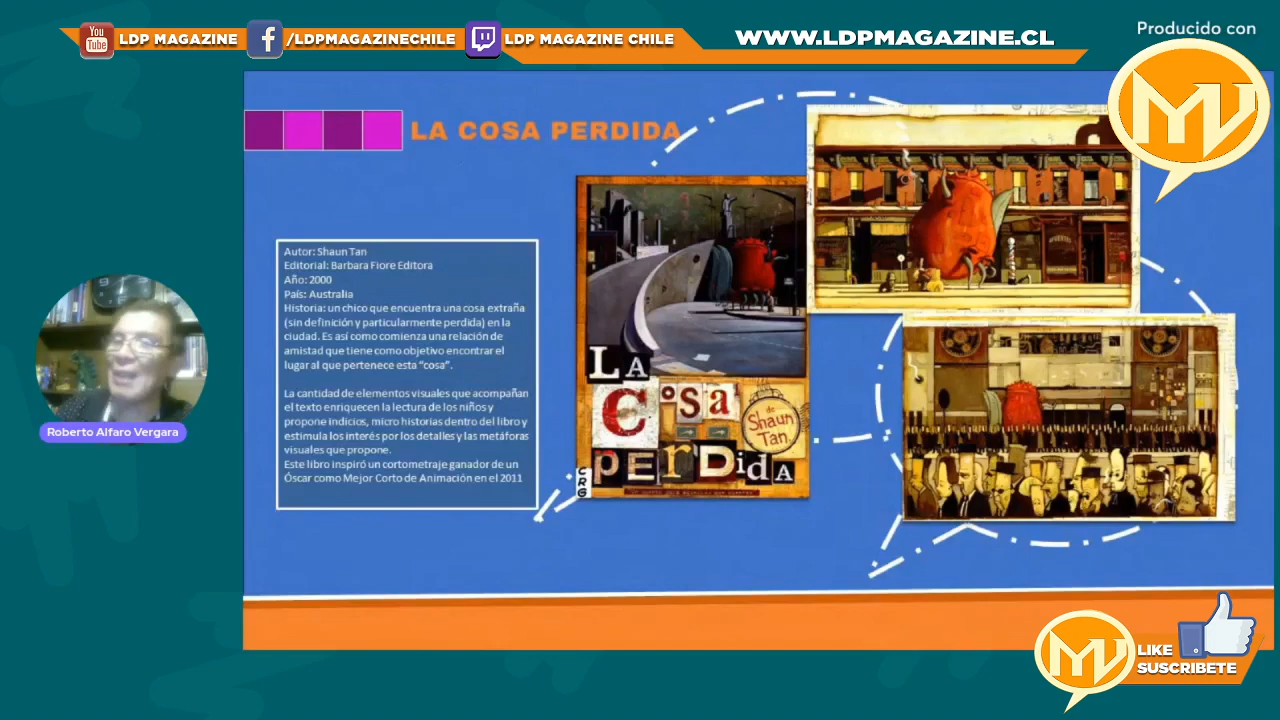 You
Tube
LDP MAGAZINE
/LDPMAGAZINECHILE
LDP MAGAZINE CHILE
WWW.LDPMAGAZINE.CL
Producido con
MV
LA COSA PERDIDA
Autor: Shaun Tan
Editorial: Barbara Fiore Editora
Año: 2000
País: Australia
Historia: un chico que encuentra una cosa extraña
(sin definición y particularmente perdida) en la
ciudad. Es así como comienza una relación de
amistad que tiene como objetivo encontrar el
lugar al que pertenece esta "cosa".
La cantidad de elementos visuales que acompañan
el texto enriquecen la lectura de los niños y
propone indicios, micro historias dentro del libro y
estimula los interés por los detalles y las metáforas
visuales que propone.
Este libro inspiró un cortometraje ganador de un
Óscar como Mejor Corto de Animación en el 2011
LA
Cosa
PERDidA
de
Shaun
Tan
CRG
Roberto Alfaro Vergara
MV
LIKE
SUSCRIBETE